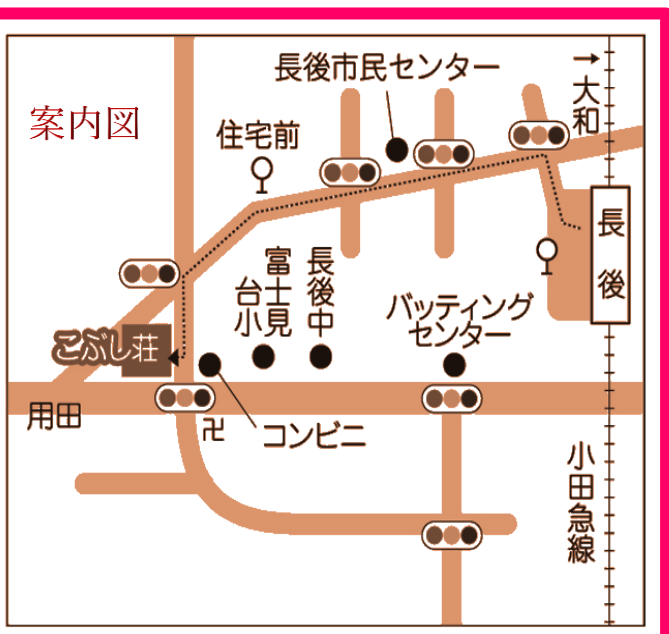 案内図
長後市民センター
→大和
住宅前
長後
富士見
台小
長後中
バッティング
センター
こぶし荘
用田
卍
コンビニ
小田急線